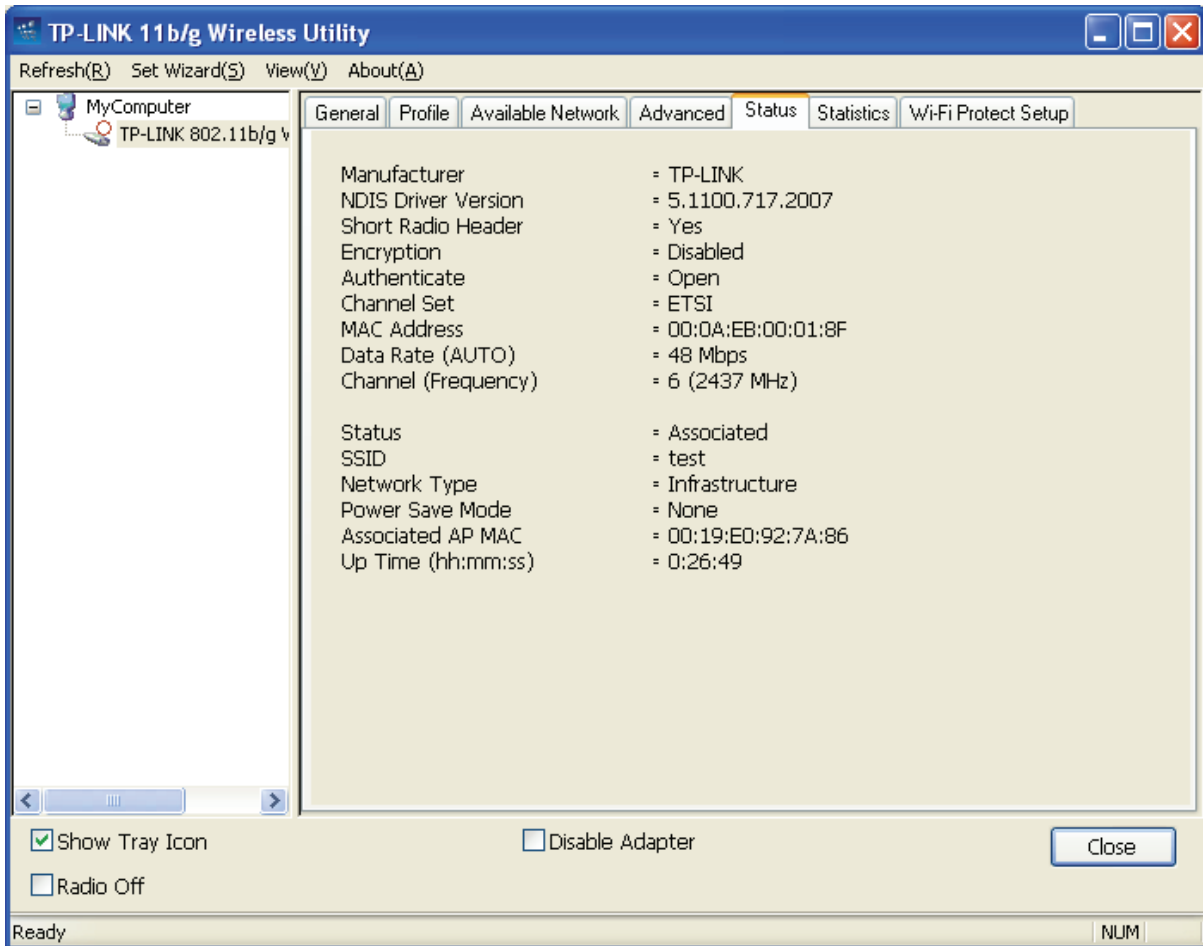 TP-LINK 11b/g Wireless Utility
Refresh(R) Set Wizard(S) View(V) About(A)
MyComputer
TP-LINK 802.11b/g
General Profile Available Network Advanced Status Statistics Wi-Fi Protect Setup
Manufacturer = TP-LINK
NDIS Driver Version = 5.1100.717.2007
Short Radio Header = Yes
Encryption = Disabled
Authenticate = Open
Channel Set = ETSI
MAC Address = 00:0A:EB:00:01:8F
Data Rate (AUTO) = 48 Mbps
Channel (Frequency) = 6 (2437 MHz)
Status = Associated
SSID = test
Network Type = Infrastructure
Power Save Mode = None
Associated AP MAC = 00:19:E0:92:7A:86
Up Time (hh:mm:ss) = 0:26:49
Show Tray Icon Disable Adapter Close
Radio Off
Ready NUM